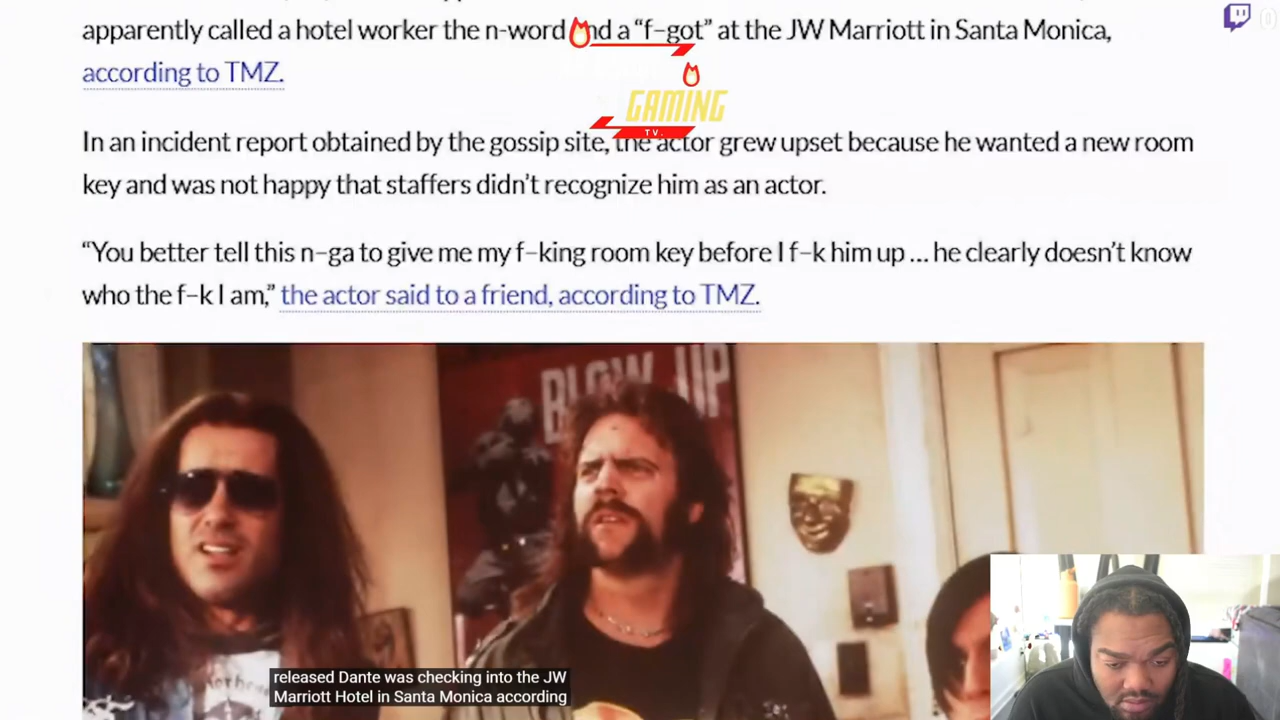 apparently called a hotel worker the n-word and a “f–got” at the JW Marriott in Santa Monica,
according to TMZ.
GAMING
TV.
In an incident report obtained by the gossip site, the actor grew upset because he wanted a new room
key and was not happy that staffers didn’t recognize him as an actor.
“You better tell this n–ga to give me my f–king room key before I f–k him up ... he clearly doesn’t know
who the f–k I am,” the actor said to a friend, according to TMZ.
BLOW UP
released Dante was checking into the JW
Marriott Hotel in Santa Monica according